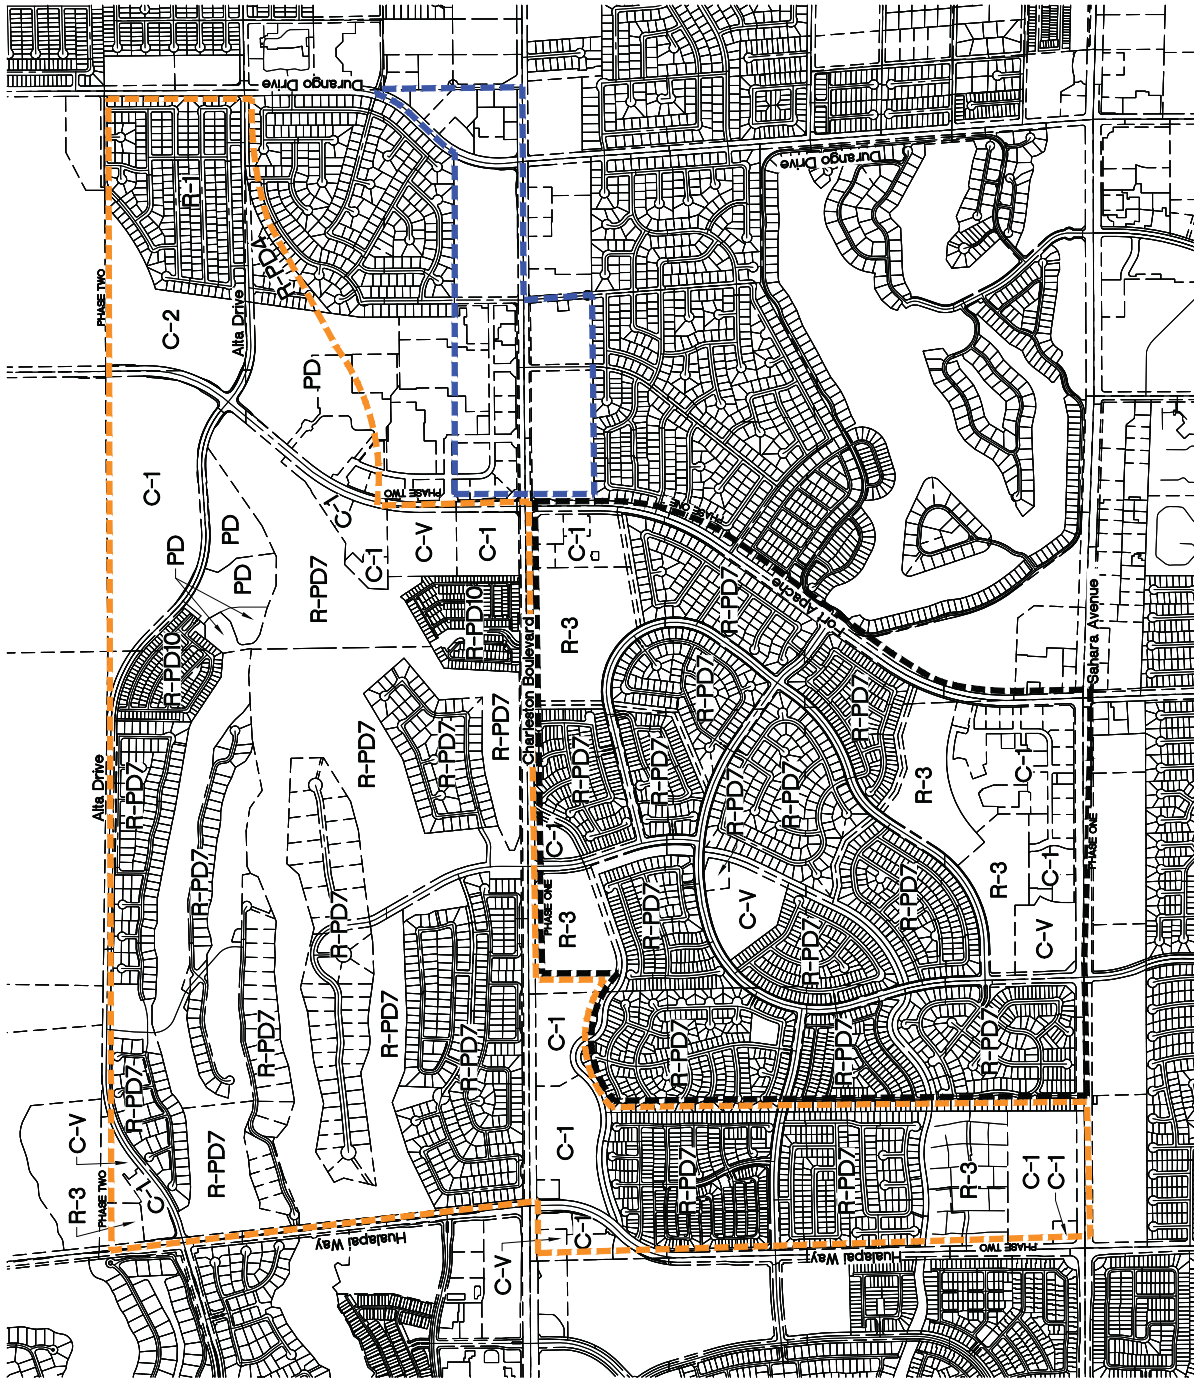 Durango Drive
R-1
PHASE TWO
R-PD4
Durango Drive
C-2
Alta Drive
PD
C-1
PHASE TWO
C-1
PHASE ONE
PD
PD
PD
C-1
C-V
C-1
C-1
R-PD7
R-PD7
Fort Apache
Sahara Avenue
R-PD10
R-PD10
Charleston Boulevard
R-3
R-PD7
R-PD7
R-PD7
R-PD7
R-PD7
Alta Drive
R-PD7
R-PD7
R-PD7
R-PD7
R-PD7
R-PD7
R-3
C-1
C-1
PHASE ONE
R-PD7
R-PD7
PHASE ONE
R-3
R-PD7
C-V
R-PD7
R-PD7
R-3
C-1
C-V
R-PD7
R-PD7
R-PD7
C-1
R-PD7
R-PD7
R-PD7
R-PD7
C-V
R-3
PHASE TWO
C-1
R-PD7
C-1
R-PD7
R-PD7
R-3
C-1
C-1
Hualapai Way
C-V
C-1
Hualapai Way
PHASE TWO